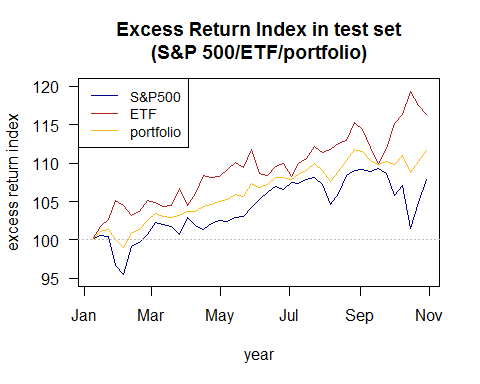 Excess Return Index in test set
(S&P 500/ETF/portfolio)
excess return index
120
115
110
105
100
95
S&P500
ETF
portfolio
Jan Mar May Jul Sep Nov
year